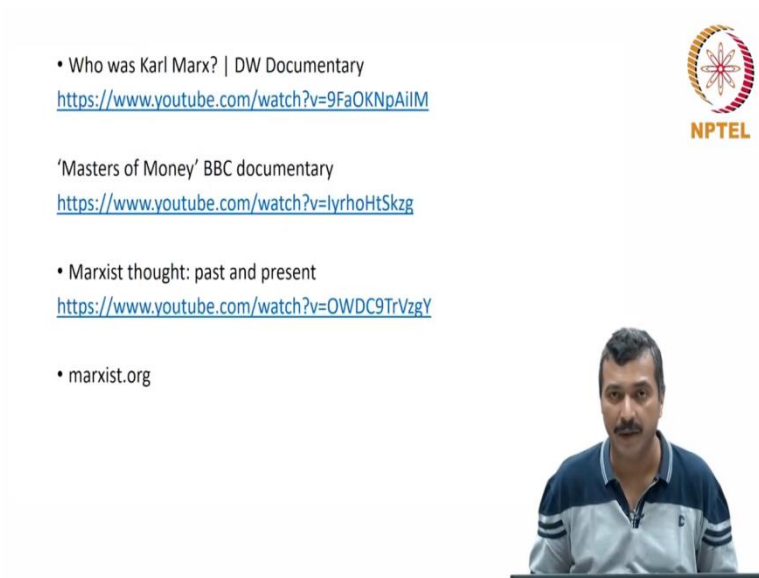 • Who was Karl Marx? | DW Documentary
https://www.youtube.com/watch?v=9FaOKNpAiIM
NPTEL
‘Masters of Money’ BBC documentary
https://www.youtube.com/watch?v=IyrhoHtSkzg
• Marxist thought: past and present
https://www.youtube.com/watch?v=OWDC9TrVzgY
• marxist.org